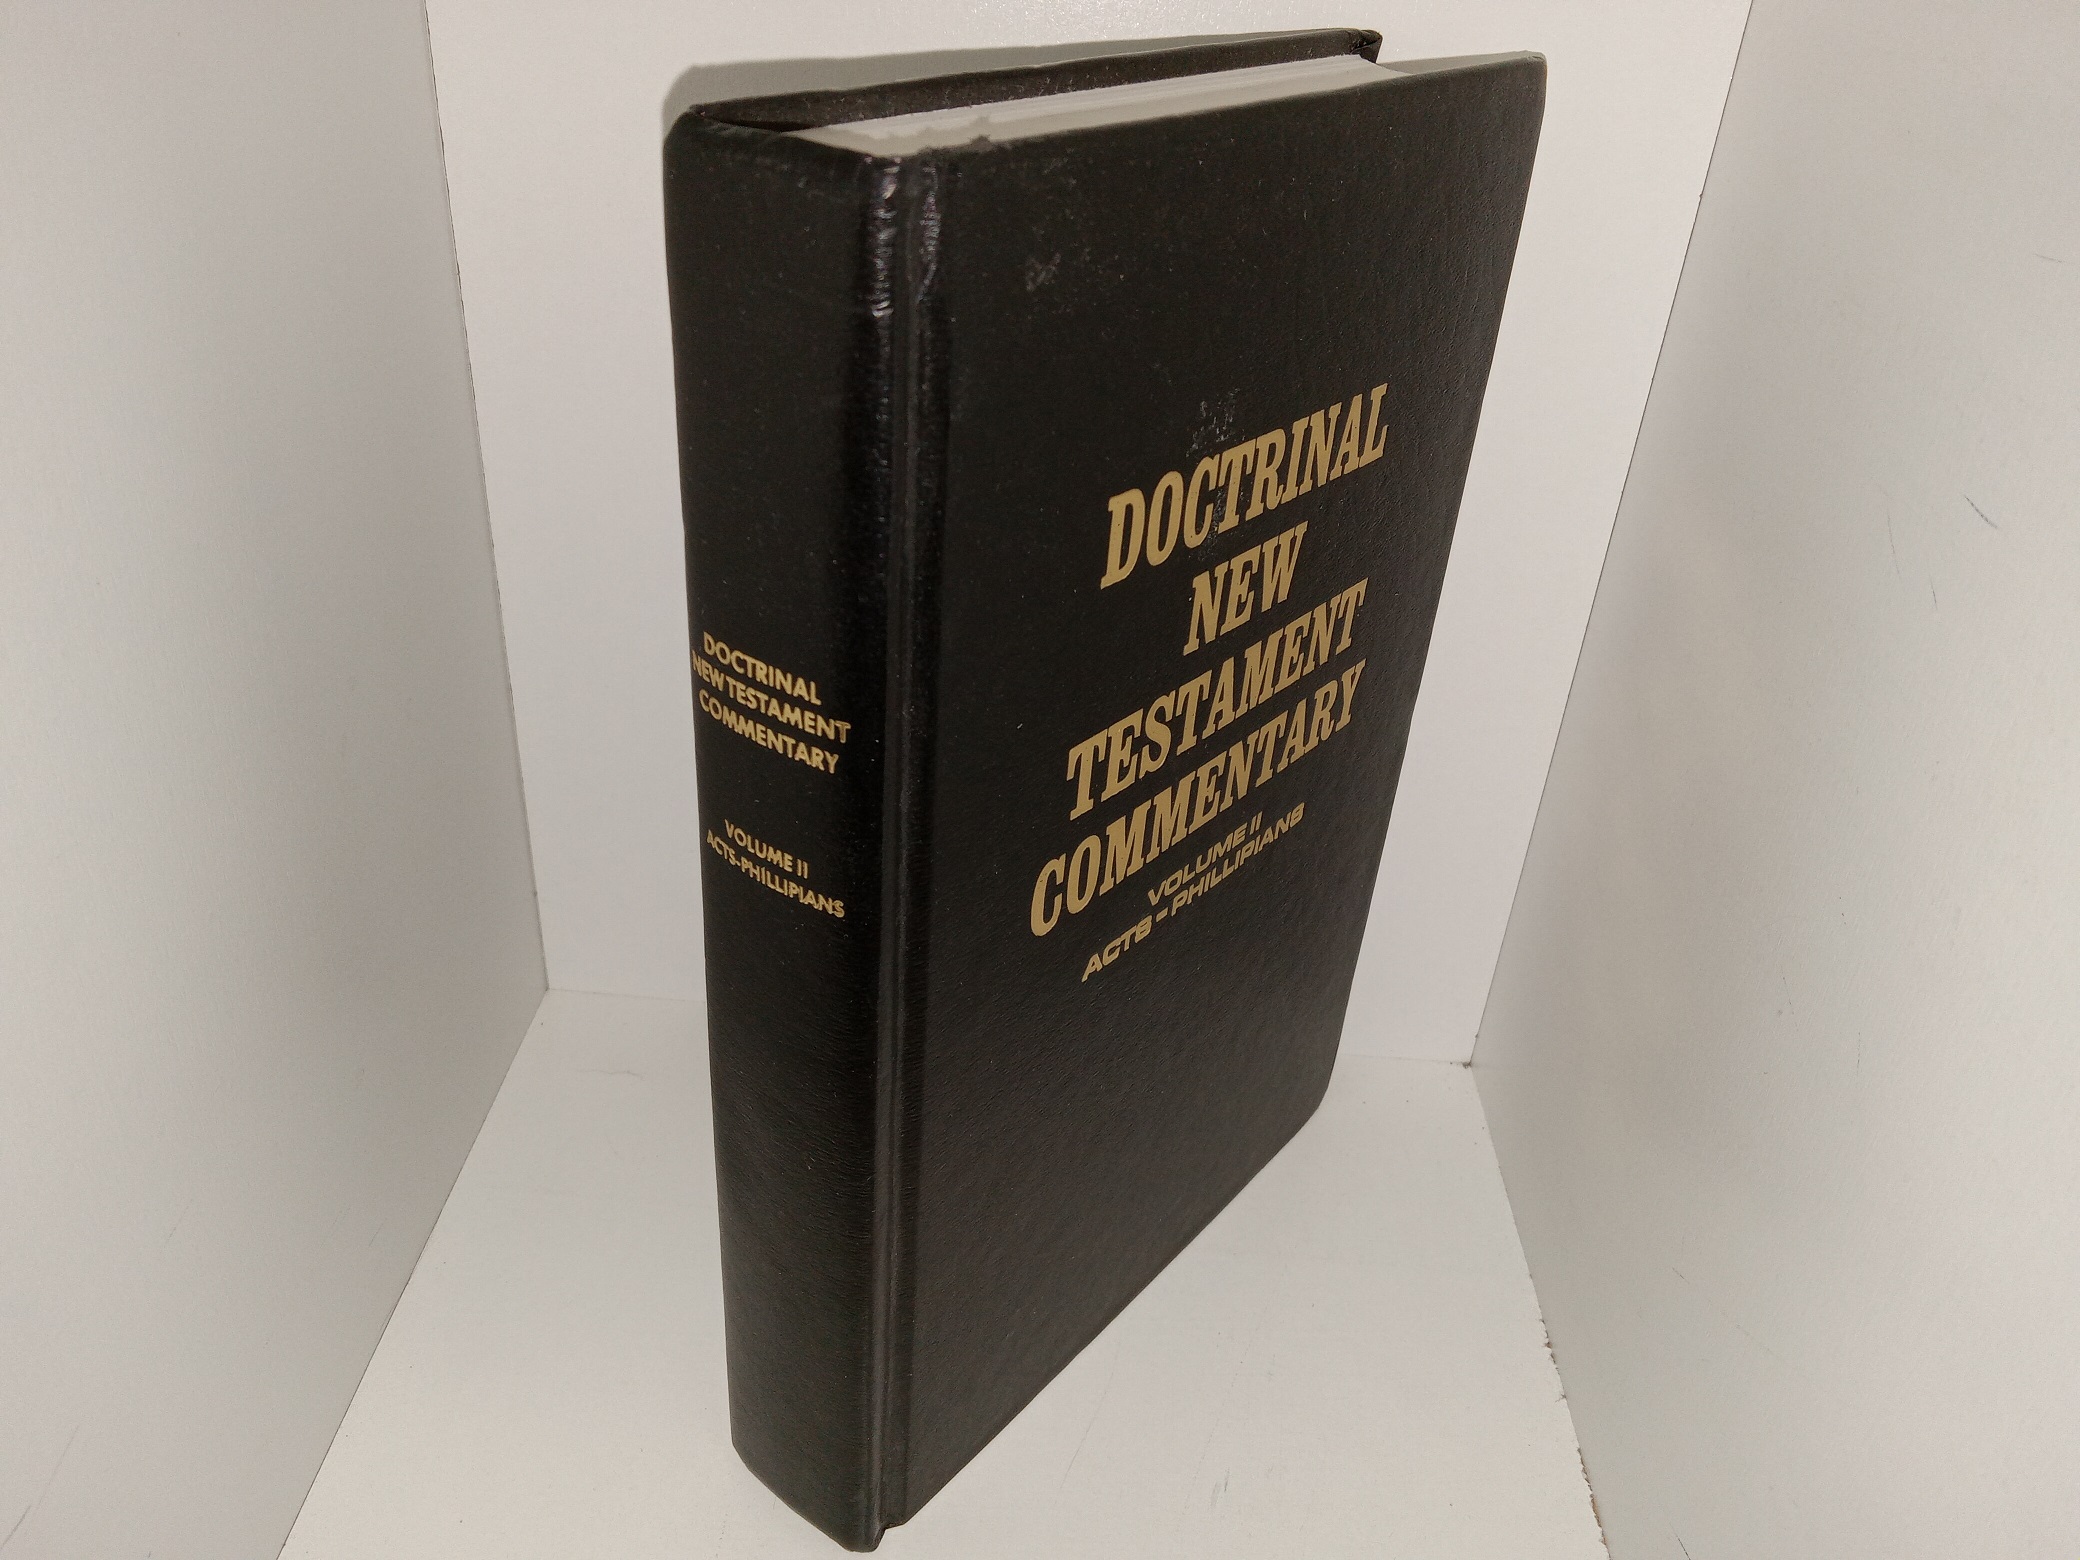 DOCTRINAL
NEW TESTAMENT
COMMENTARY
VOLUME II
ACTS-PHILLIPIANS
DOCTRINAL
NEW
TESTAMENT
COMMENTARY
VOLUME II
ACTS-PHILLIPIANS